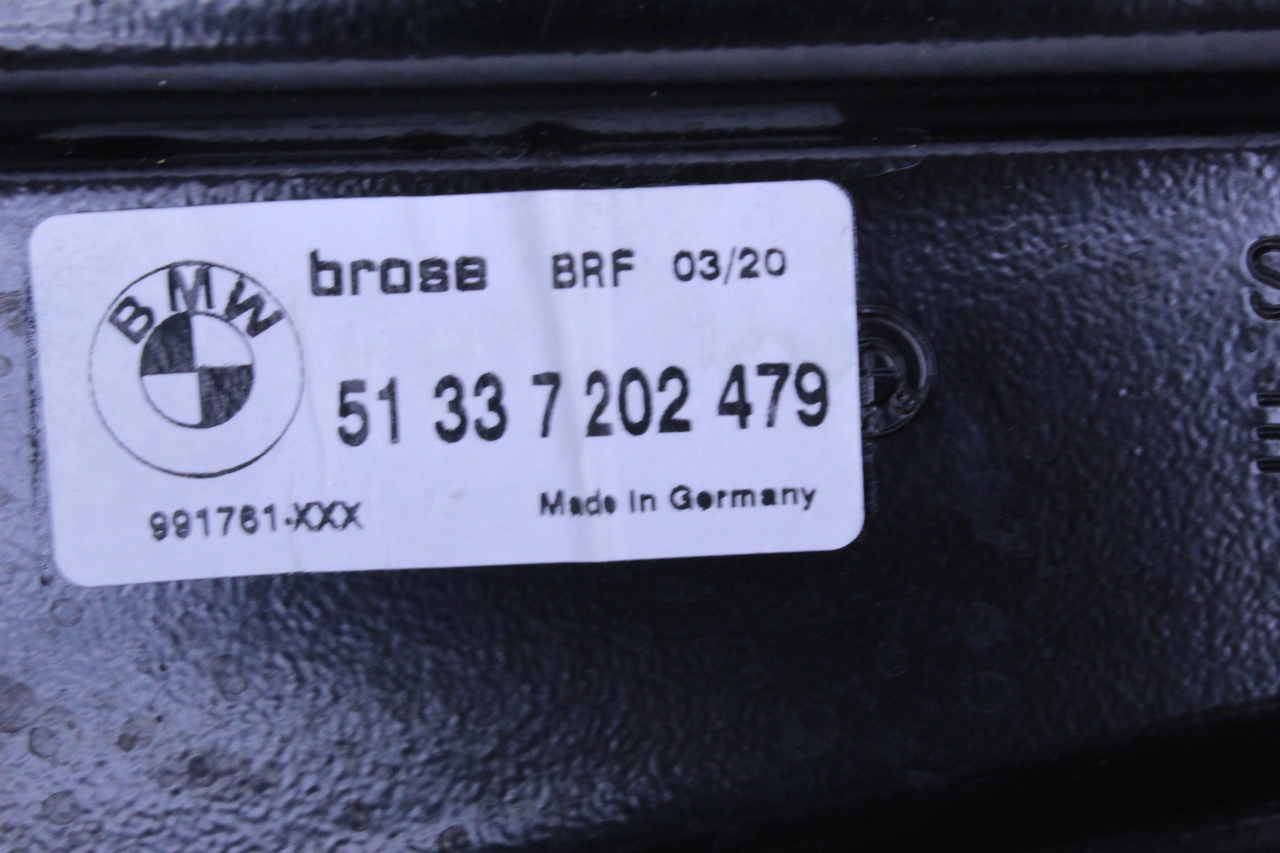 brose BRF 03/20
BMW
51 33 7 202 479
991761-XXX
Made In Germany